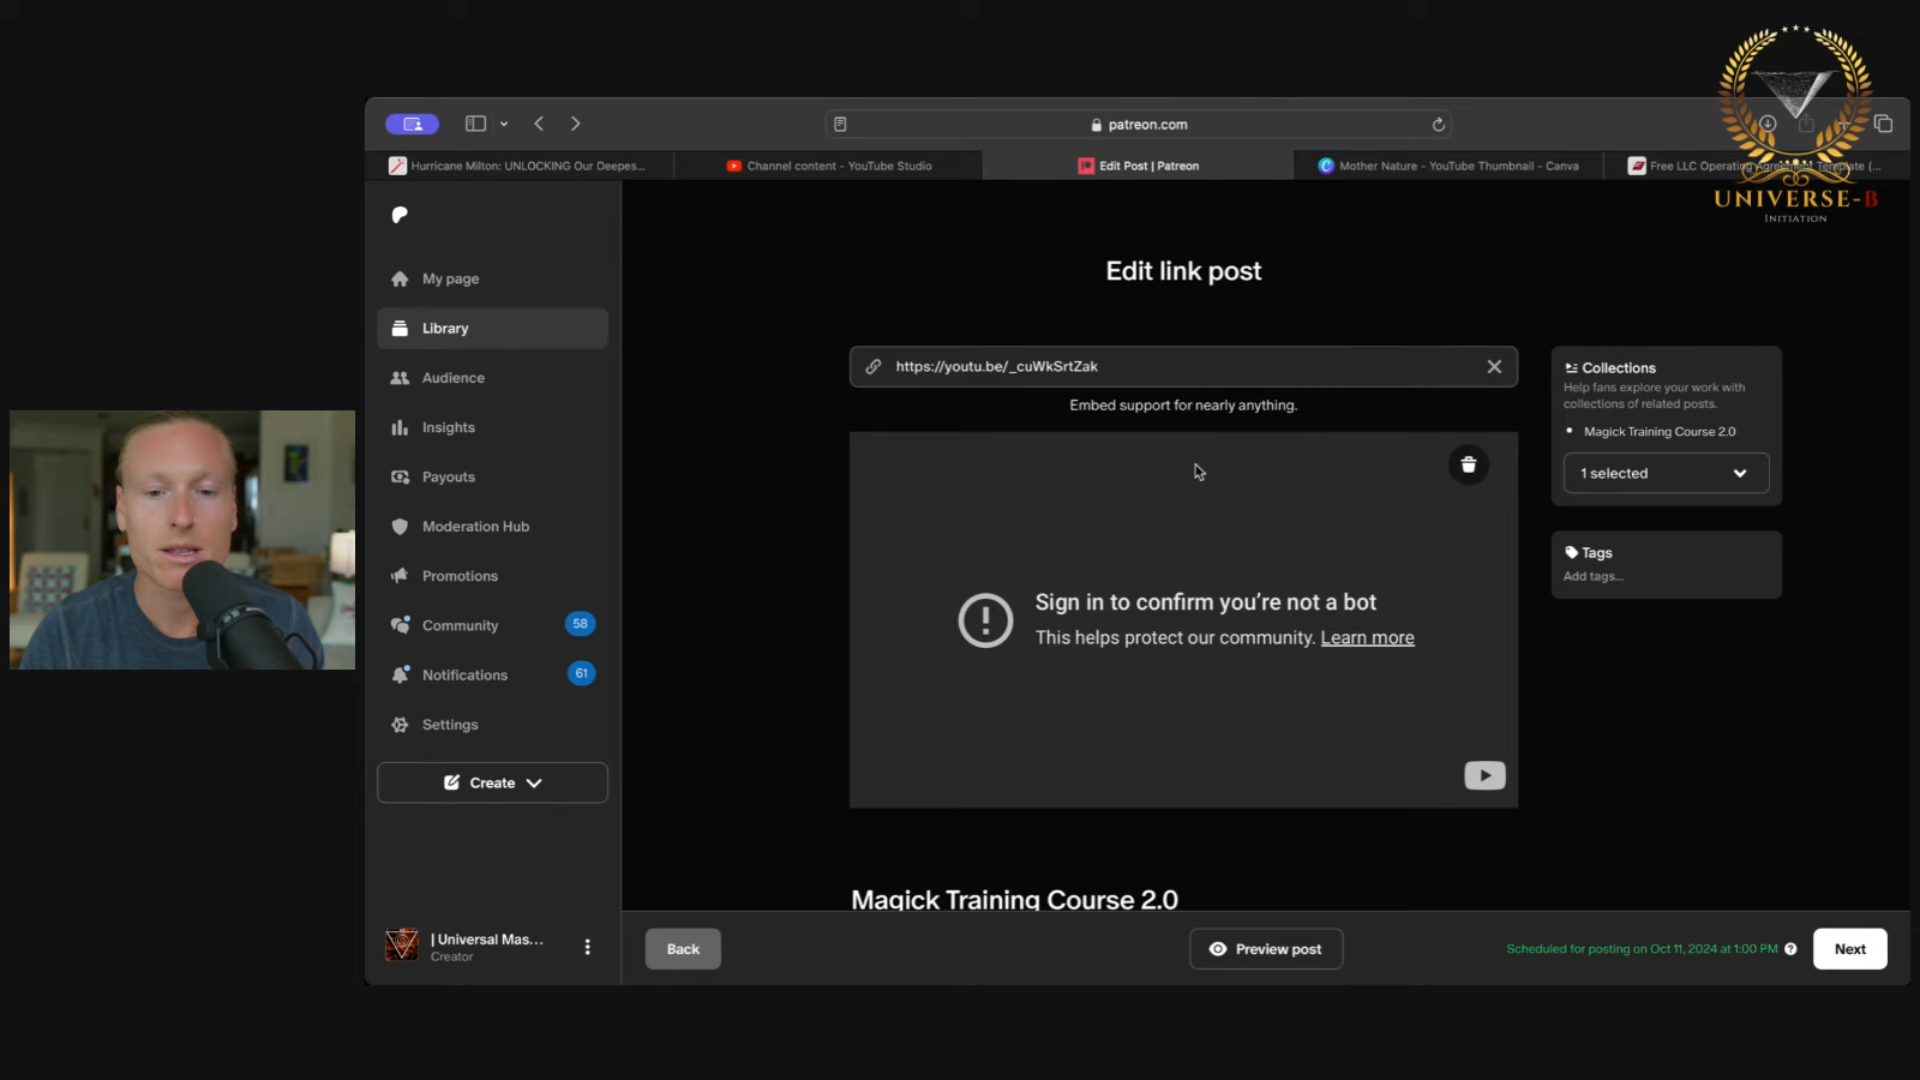 patreon.com
Hurricane Milton: UNLOCKING Our Deepes...
Channel content - YouTube Studio
Edit Post | Patreon
Mother Nature - YouTube Thumbnail - Canva
Free LLC Operating Agreement Template (...
UNIVERSE-B
INITIATION
My page
Library
Audience
Insights
Payouts
Moderation Hub
Promotions
Community 58
Notifications 61
Settings
Create
| Universal Mas...
Creator
Edit link post
https://youtu.be/_cuWkSrtZak
Embed support for nearly anything.
Sign in to confirm you're not a bot
This helps protect our community. Learn more
Magick Training Course 2.0
Collections
Help fans explore your work with
collections of related posts.
• Magick Training Course 2.0
1 selected
Tags
Add tags...
Back
Preview post
Scheduled for posting on Oct 11, 2024 at 1:00 PM
Next